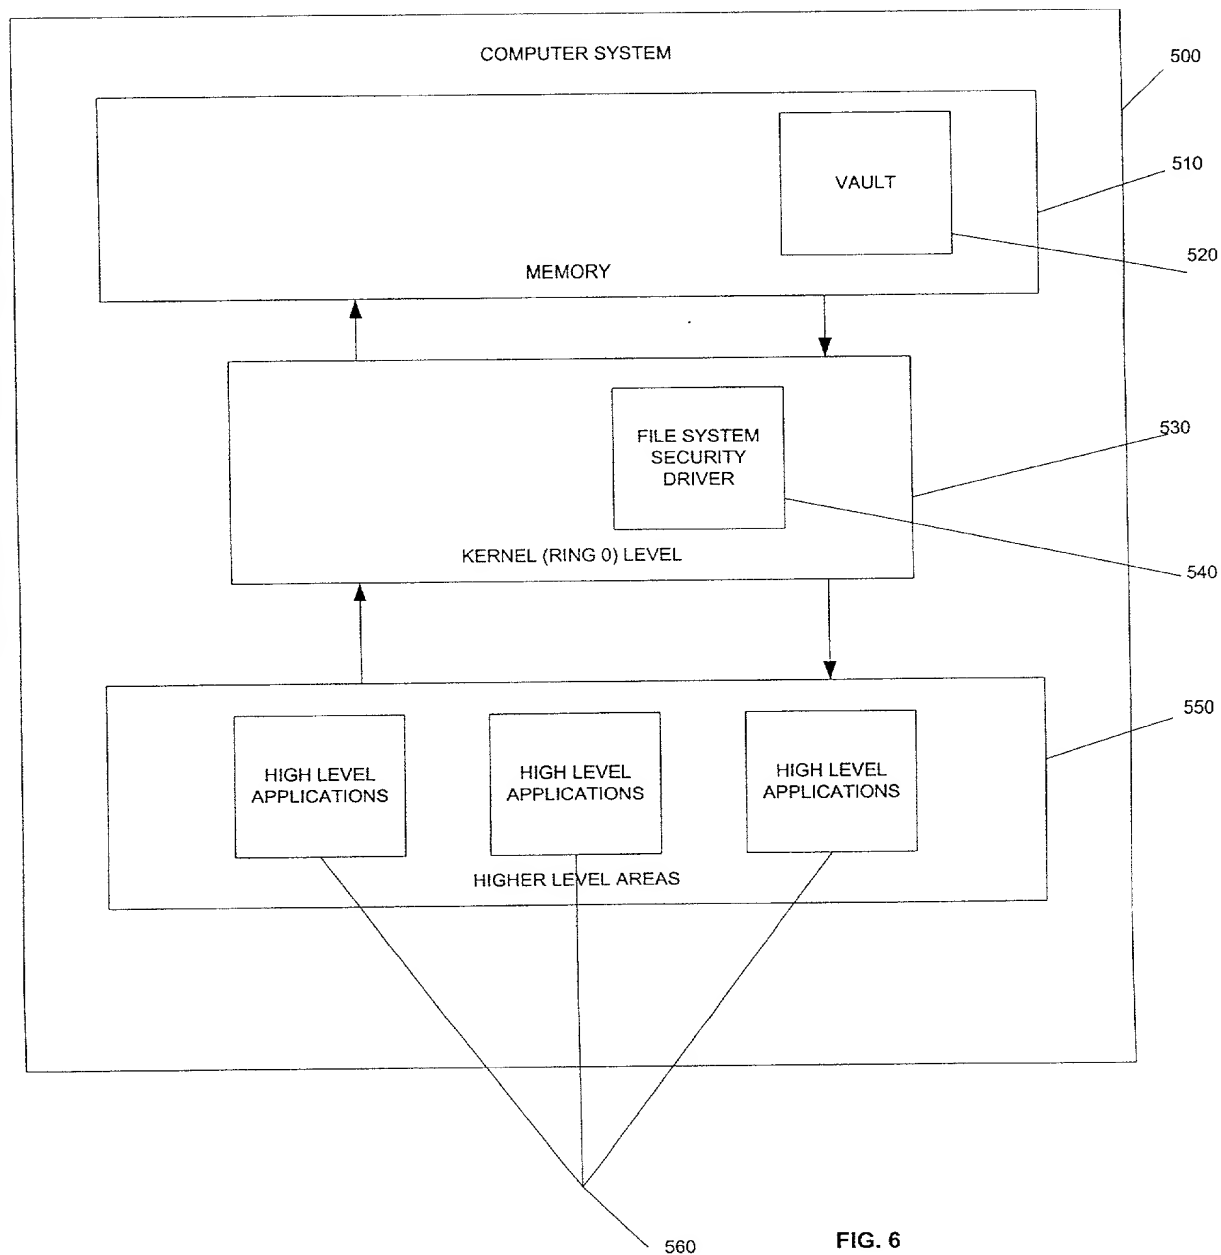 COMPUTER SYSTEM
500
VAULT
510
520
MEMORY
FILE SYSTEM
SECURITY
DRIVER
530
KERNEL (RING 0) LEVEL
540
HIGH LEVEL
APPLICATIONS
HIGH LEVEL
APPLICATIONS
HIGH LEVEL
APPLICATIONS
550
HIGHER LEVEL AREAS
560
FIG. 6